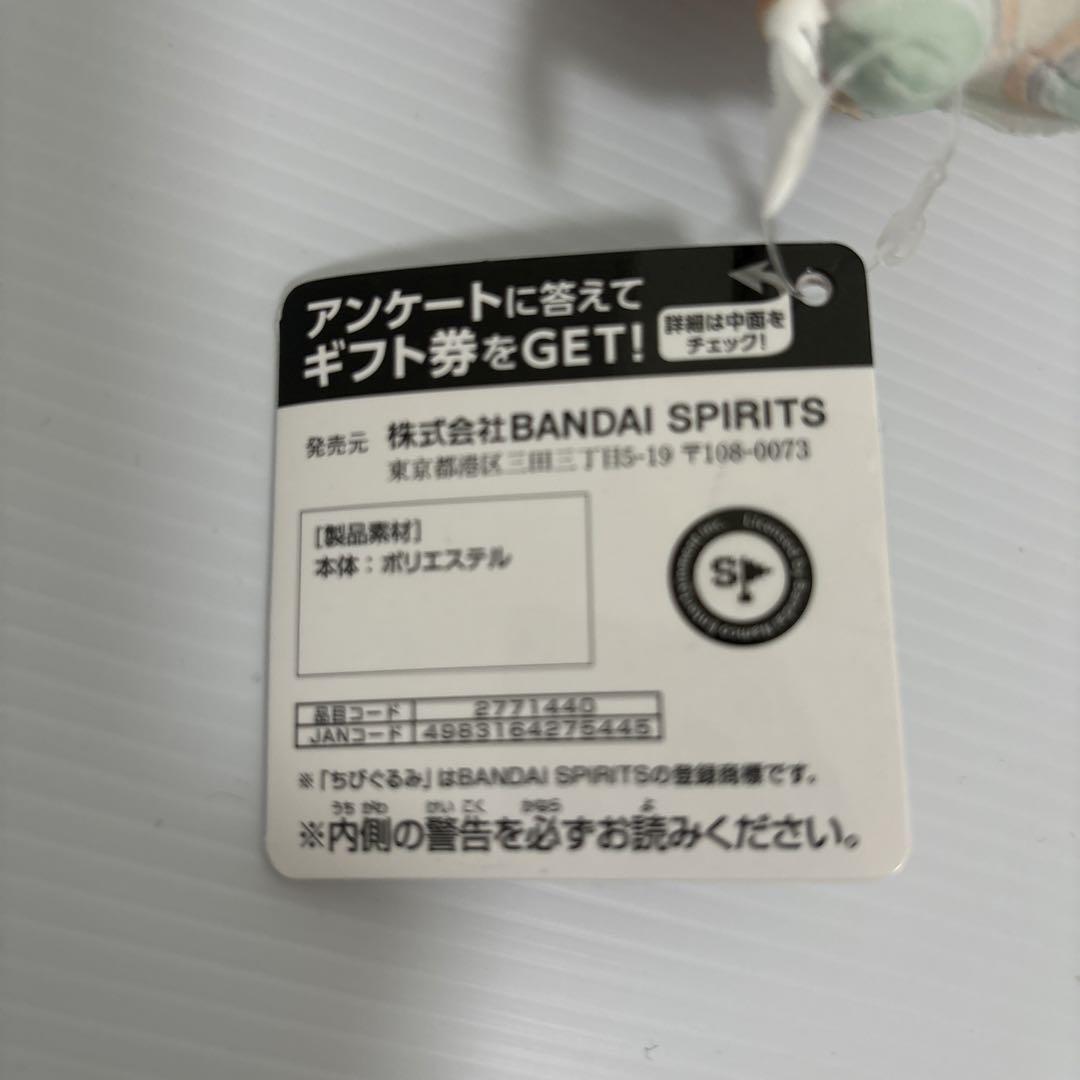 アンケートに答えて
ギフト券をGET!
詳細は中面を
チェック!
発売元 株式会社BANDAI SPIRITS
東京都港区三田三丁目5-19 〒108-0073
[製品素材]
本体:ポリエステル
Licensed by Bandai Namco Entertainment Inc.
SP
品目コード 2771440
JANコード 4983164275445
※「ちびぐるみ」はBANDAI SPIRITSの登録商標です。
うち がわ けい こく かなら よ
※内側の警告を必ずお読みください。